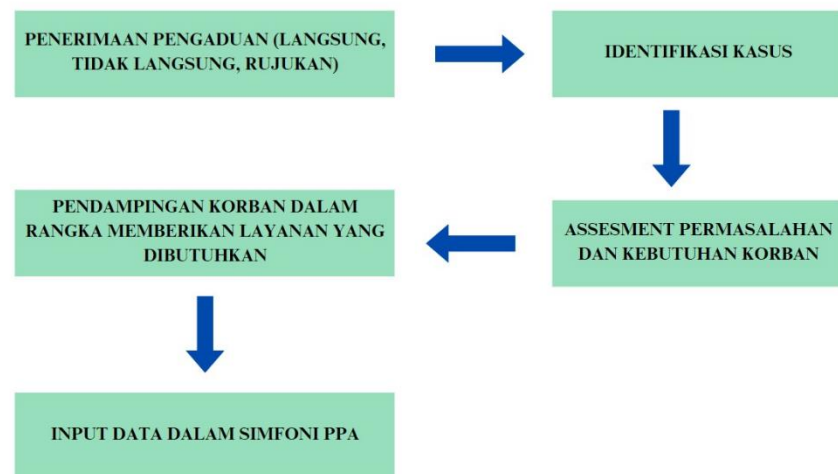 PENERIMAAN PENGADUAN (LANGSUNG,
TIDAK LANGSUNG, RUJUKAN)
IDENTIFIKASI KASUS
ASSESMENT PERMASALAHAN
DAN KEBUTUHAN KORBAN
PENDAMPINGAN KORBAN DALAM
RANGKA MEMBERIKAN LAYANAN YANG
DIBUTUHKAN
INPUT DATA DALAM SIMFONI PPA